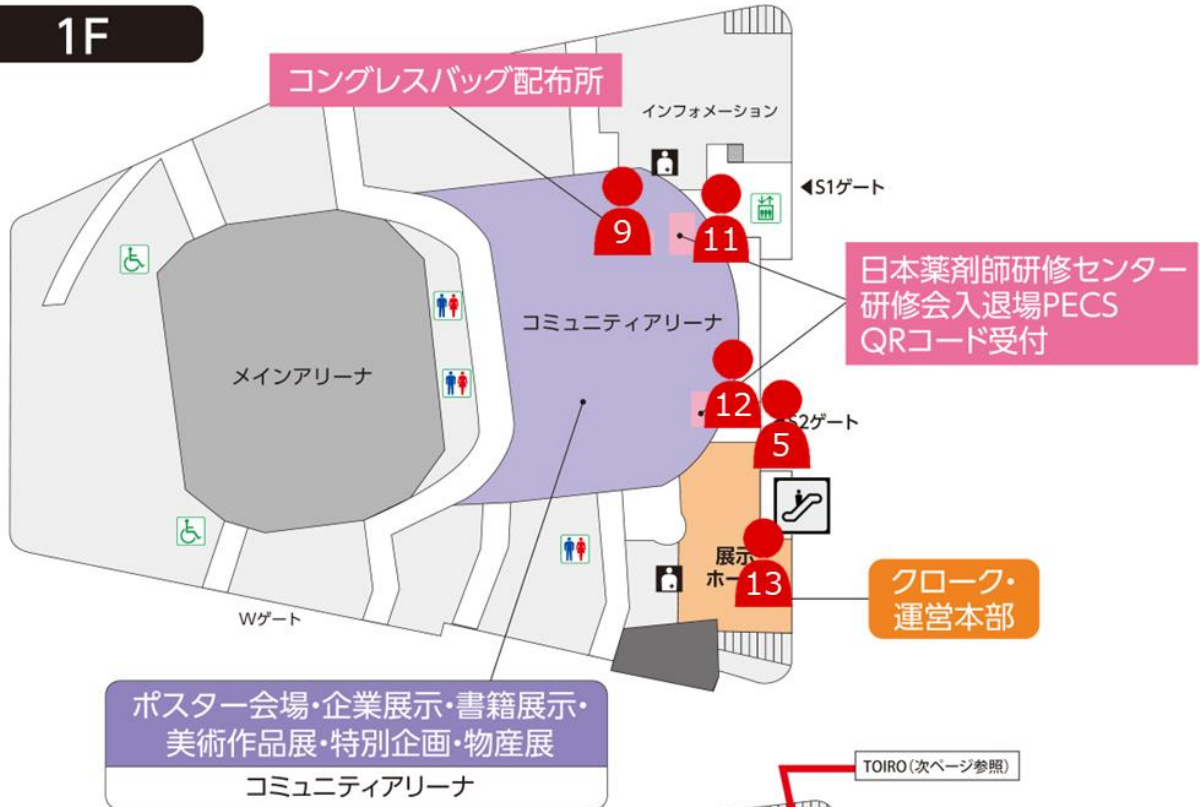 1F
コングレスバッグ配布所
インフォメーション
◀S1ゲート
9
11
日本薬剤師研修センター
研修会入退場PECS
QRコード受付
コミュニティアリーナ
メインアリーナ
12
S2ゲート
5
展示
ホー
13
クローク・
運営本部
Wゲート
ポスター会場・企業展示・書籍展示・
美術作品展・特別企画・物産展
コミュニティアリーナ
TOIRO(次ページ参照)